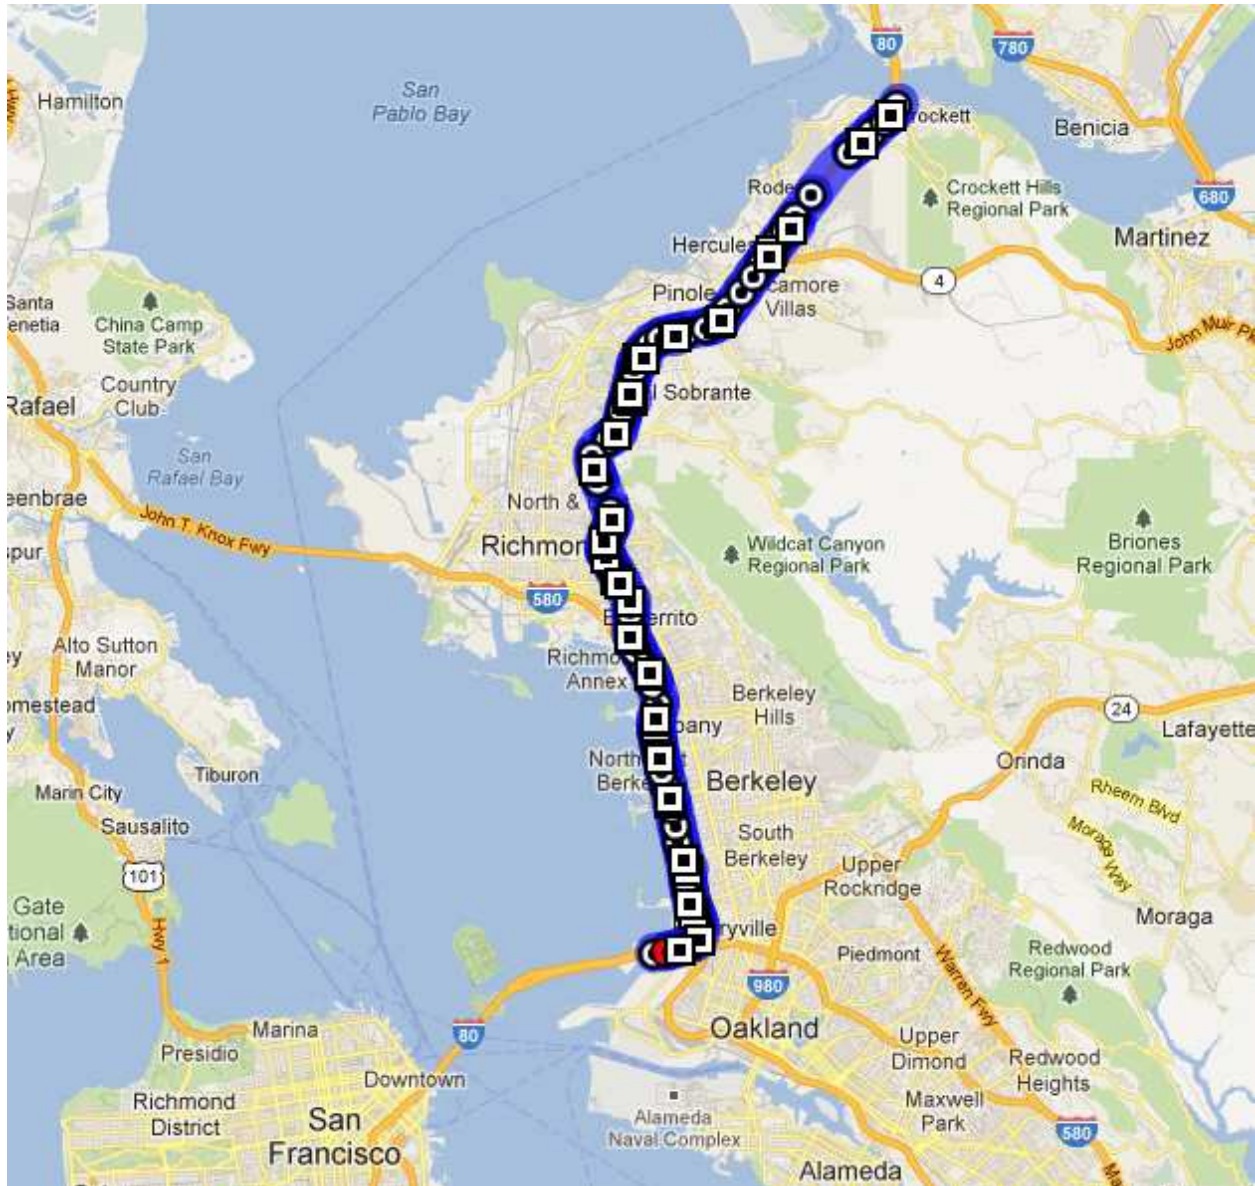 80
780
Hamilton
San
Pablo Bay
rockett
Benicia
Crockett Hills
Regional Park
680
Rode
Martinez
Hercule
Santa
enetia
China Camp
State Park
Pinole
camore
Villas
4
John Muir
Country
Club
Rafael
l Sobrante
San
Rafael Bay
eenbrae
North &
John T. Knox Fwy
spur
Richmon
Wildcat Canyon
Regional Park
Briones
Regional Park
580
errito
Alto Sutton
Manor
Richmo
Annex
Berkeley
Hills
omestead
y
24
bany
Lafayette
North
Berke
Tiburon
Berkeley
Orinda
Marin City
Rheem Blvd
Sausalito
South
Berkeley
Moraga Way
Upper
Rockridge
101
Gate
tional
Area
Hwy 1
Moraga
ryville
Piedmont
Redwood
Regional Park
Warren Fwy
980
Marina
80
Oakland
Presidio
Upper
Dimond
Redwood
Heights
Downtown
Richmond
District
San
Francisco
Alameda
Naval Complex
Maxwell
Park
580
Alameda